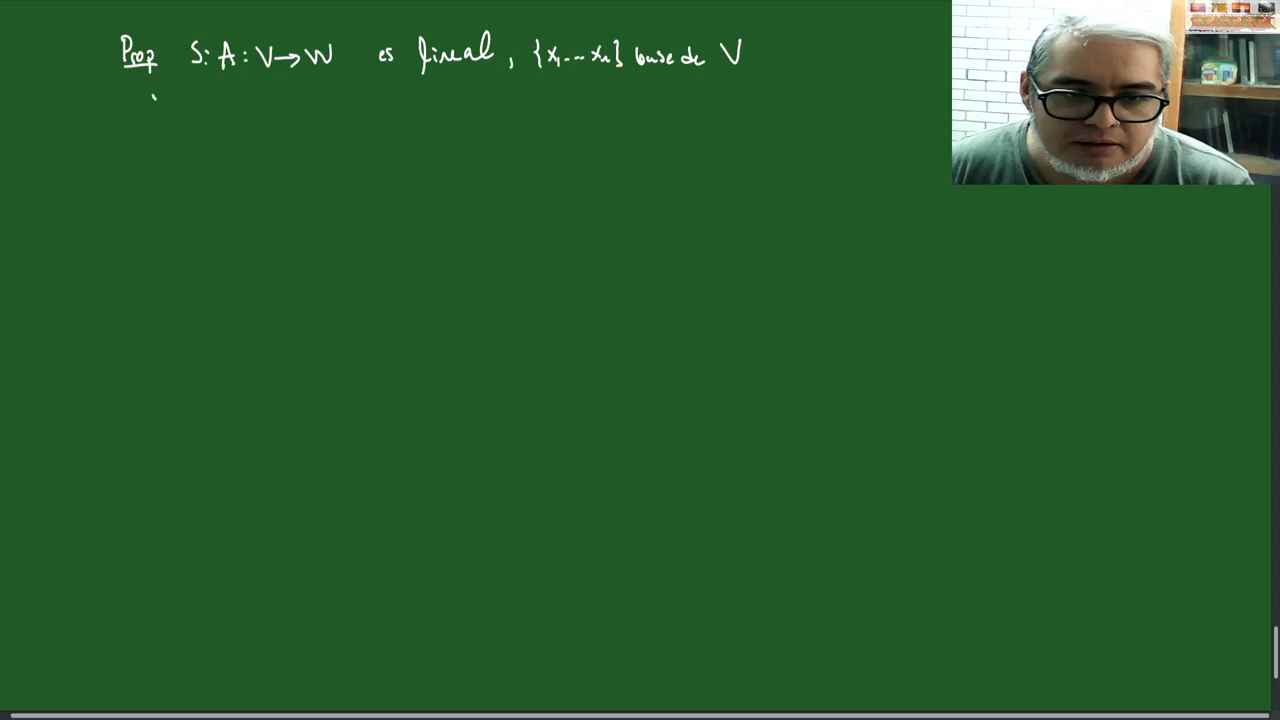 Prop Si A : V → W es lineal, {x₁...xₙ} base de V